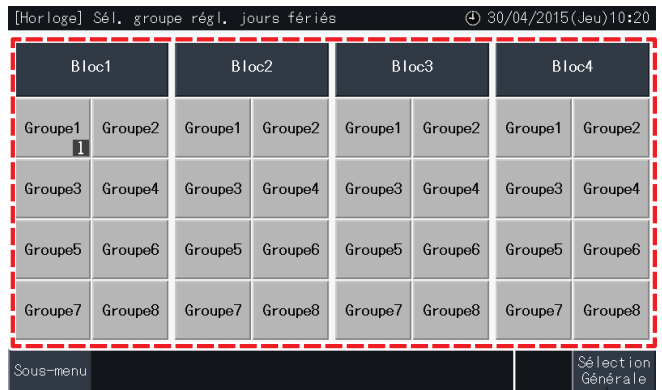 [Horloge] Sél. groupe régl. jours fériés 30/04/2015(Jeu)10:20
Bloc1 Bloc2 Bloc3 Bloc4
Groupe1 Groupe2 Groupe1 Groupe2 Groupe1 Groupe2 Groupe1 Groupe2
1
Groupe3 Groupe4 Groupe3 Groupe4 Groupe3 Groupe4 Groupe3 Groupe4
Groupe5 Groupe6 Groupe5 Groupe6 Groupe5 Groupe6 Groupe5 Groupe6
Groupe7 Groupe8 Groupe7 Groupe8 Groupe7 Groupe8 Groupe7 Groupe8
Sous-menu
Sélection
Générale